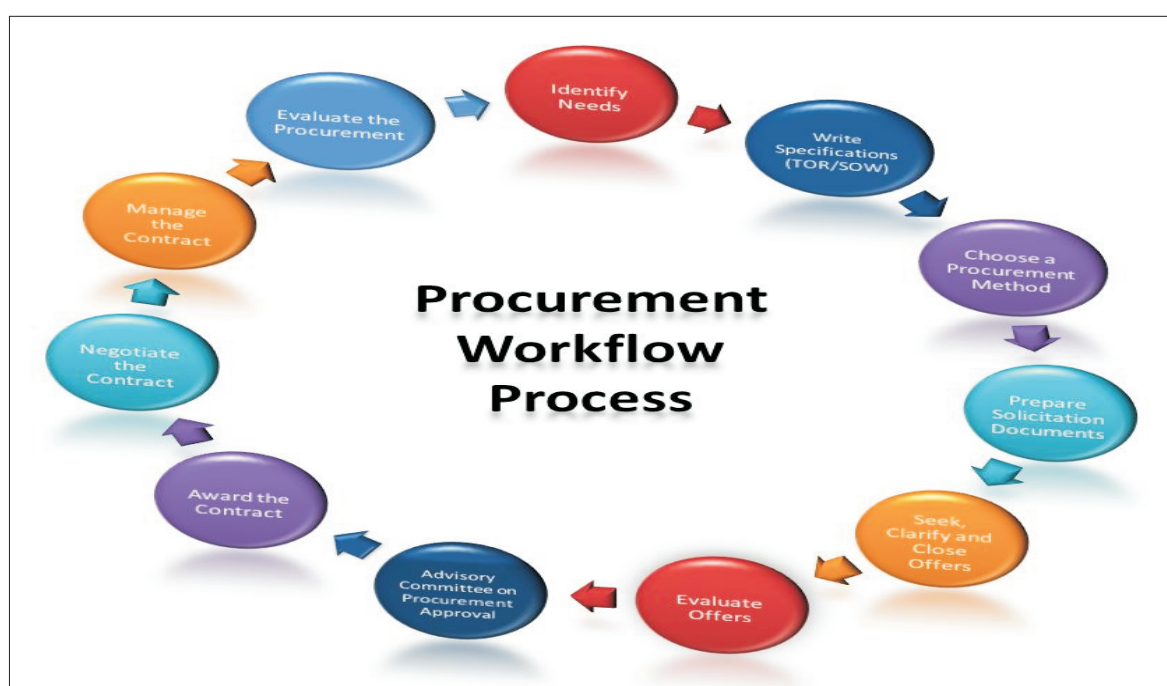 Identify
Needs
Write
Specifications
(TOR/SOW)
Choose a
Procurement
Method
Prepare
Solicitation
Documents
Seek,
Clarify and
Close
Offers
Evaluate
Offers
Advisory
Committee on
Procurement
Approval
Award the
Contract
Negotiate
the
Contract
Manage
the
Contract
Evaluate the
Procurement
Procurement
Workflow
Process